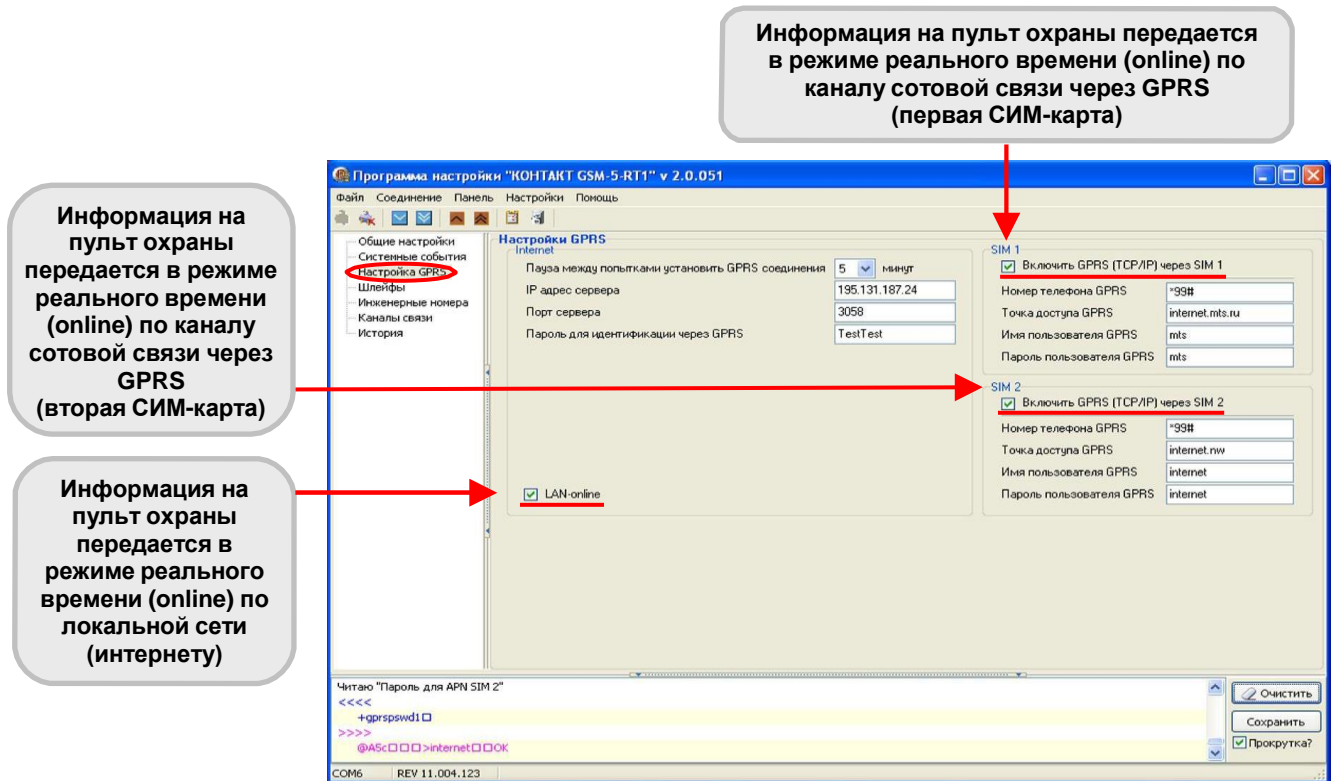 Информация на пульт охраны передается
в режиме реального времени (online) по
каналу сотовой связи через GPRS
(первая СИМ-карта)
Информация на
пульт охраны
передается в режиме
реального времени
(online) по каналу
сотовой связи через
GPRS
(вторая СИМ-карта)
Информация на
пульт охраны
передается в
режиме реального
времени (online) по
локальной сети
(интернету)
Программа настройки "КОНТАКТ GSM-5-RT1" v 2.0.051
Файл Соединение Панель Настройки Помощь
Общие настройки
Системные события
Настройка GPRS
Шлейфы
Инженерные номера
Каналы связи
История
Настройки GPRS
Internet
Пауза между попытками установить GPRS соединения 5 минут
IP адрес сервера 195.131.187.24
Порт сервера 3058
Пароль для идентификации через GPRS TestTest
LAN-online
SIM 1
Включить GPRS (TCP/IP) через SIM 1
Номер телефона GPRS *99#
Точка доступа GPRS internet.mts.ru
Имя пользователя GPRS mts
Пароль пользователя GPRS mts
SIM 2
Включить GPRS (TCP/IP) через SIM 2
Номер телефона GPRS *99#
Точка доступа GPRS internet.nw
Имя пользователя GPRS internet
Пароль пользователя GPRS internet
Читаю "Пароль для APN SIM 2"
<<<<
+gprspswd1□
>>>>
@A5c□□□>internet□□OK
Очистить
Сохранить
Прокрутка?
COM6 REV 11.004.123